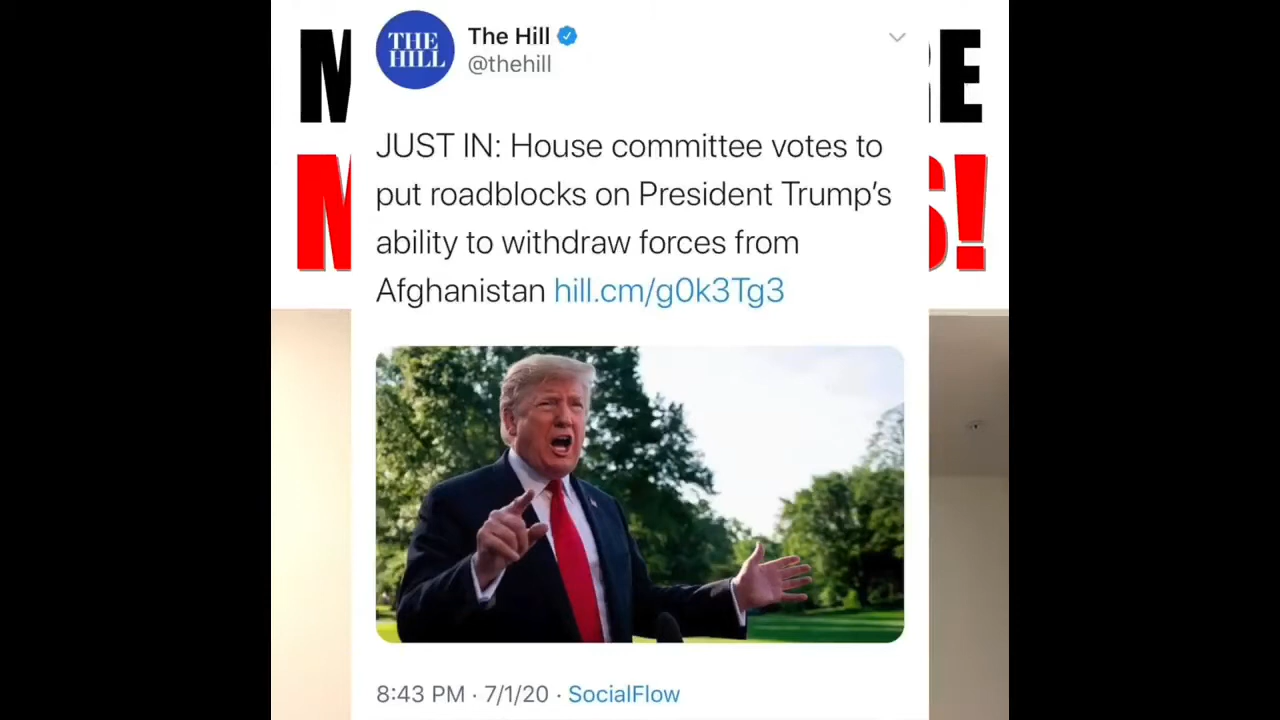 THE
HILL
The Hill
@thehill
JUST IN: House committee votes to
put roadblocks on President Trump's
ability to withdraw forces from
Afghanistan hill.cm/g0k3Tg3
8:43 PM · 7/1/20 · SocialFlow